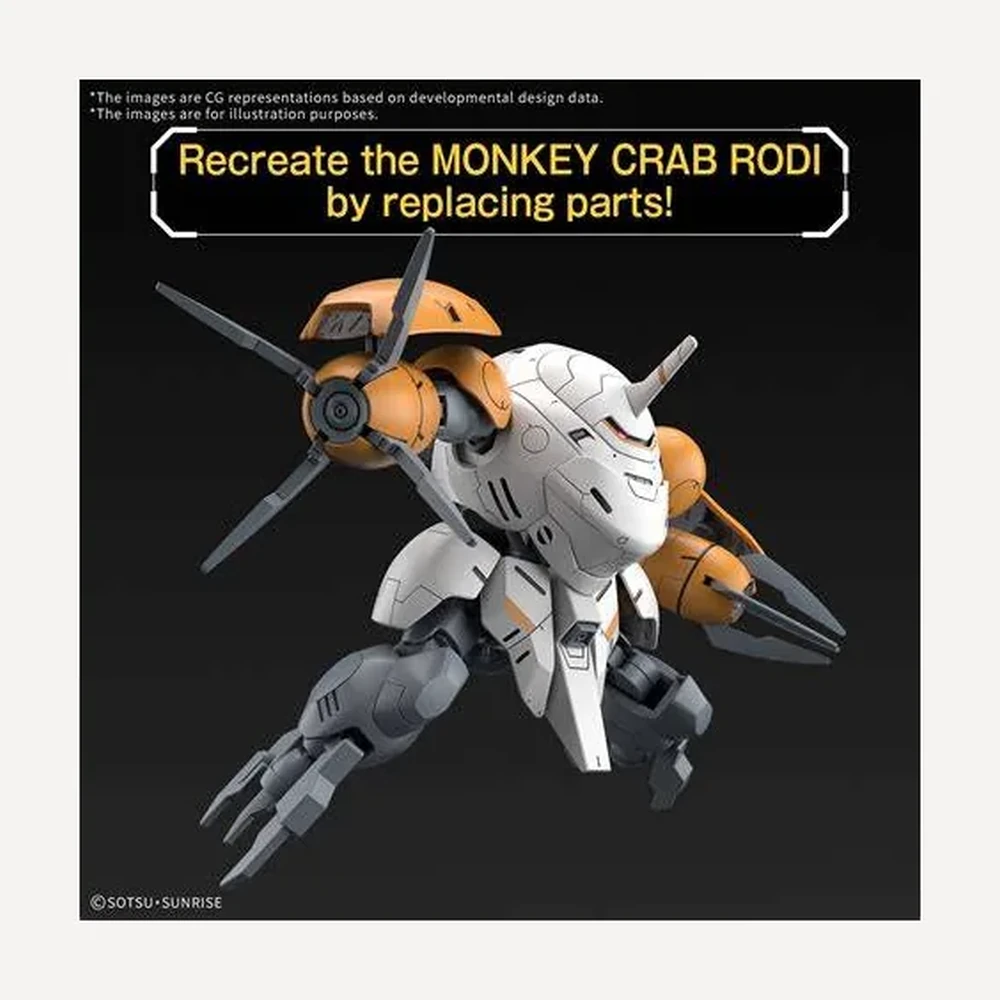 *The images are CG representations based on developmental design data.
*The images are for illustration purposes.
Recreate the MONKEY CRAB RODI
by replacing parts!
©SOTSU・SUNRISE